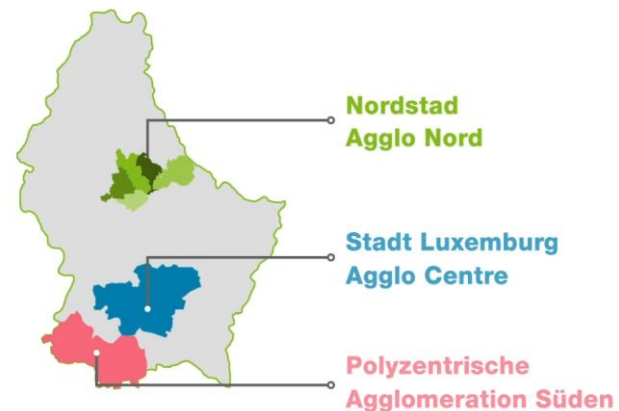 Nordstad
Agglo Nord
Stadt Luxemburg
Agglo Centre
Polyzentrische
Agglomeration Süden